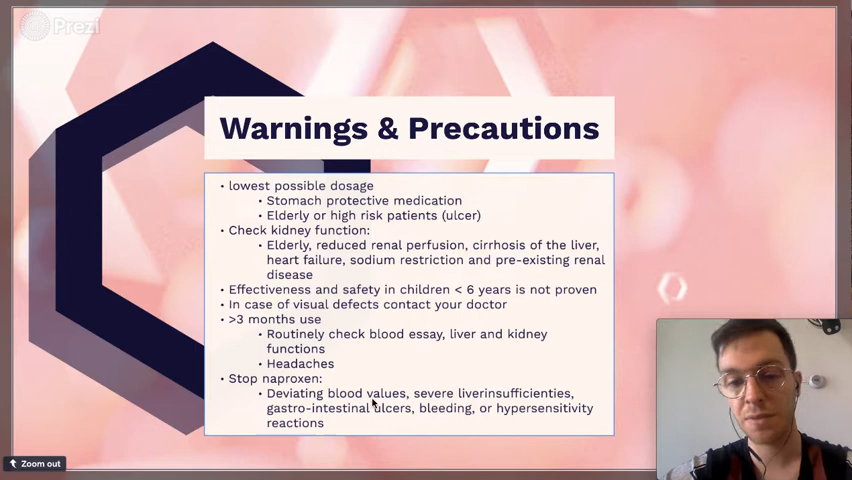 Prezi
Warnings & Precautions
• lowest possible dosage
• Stomach protective medication
• Elderly or high risk patients (ulcer)
• Check kidney function:
• Elderly, reduced renal perfusion, cirrhosis of the liver,
heart failure, sodium restriction and pre-existing renal
disease
• Effectiveness and safety in children < 6 years is not proven
• In case of visual defects contact your doctor
• >3 months use
• Routinely check blood essay, liver and kidney
functions
• Headaches
• Stop naproxen:
• Deviating blood values, severe liverinsufficienties,
gastro-intestinal ulcers, bleeding, or hypersensitivity
reactions
Zoom out